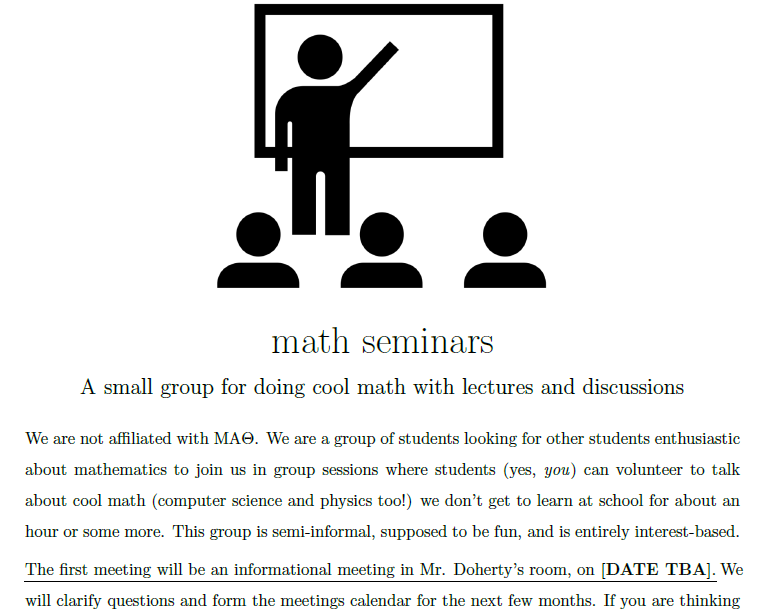 math seminars
A small group for doing cool math with lectures and discussions
We are not affiliated with MAΘ. We are a group of students looking for other students enthusiastic
about mathematics to join us in group sessions where students (yes, you) can volunteer to talk
about cool math (computer science and physics too!) we don't get to learn at school for about an
hour or some more. This group is semi-informal, supposed to be fun, and is entirely interest-based.
The first meeting will be an informational meeting in Mr. Doherty's room, on [DATE TBA]. We
will clarify questions and form the meetings calendar for the next few months. If you are thinking